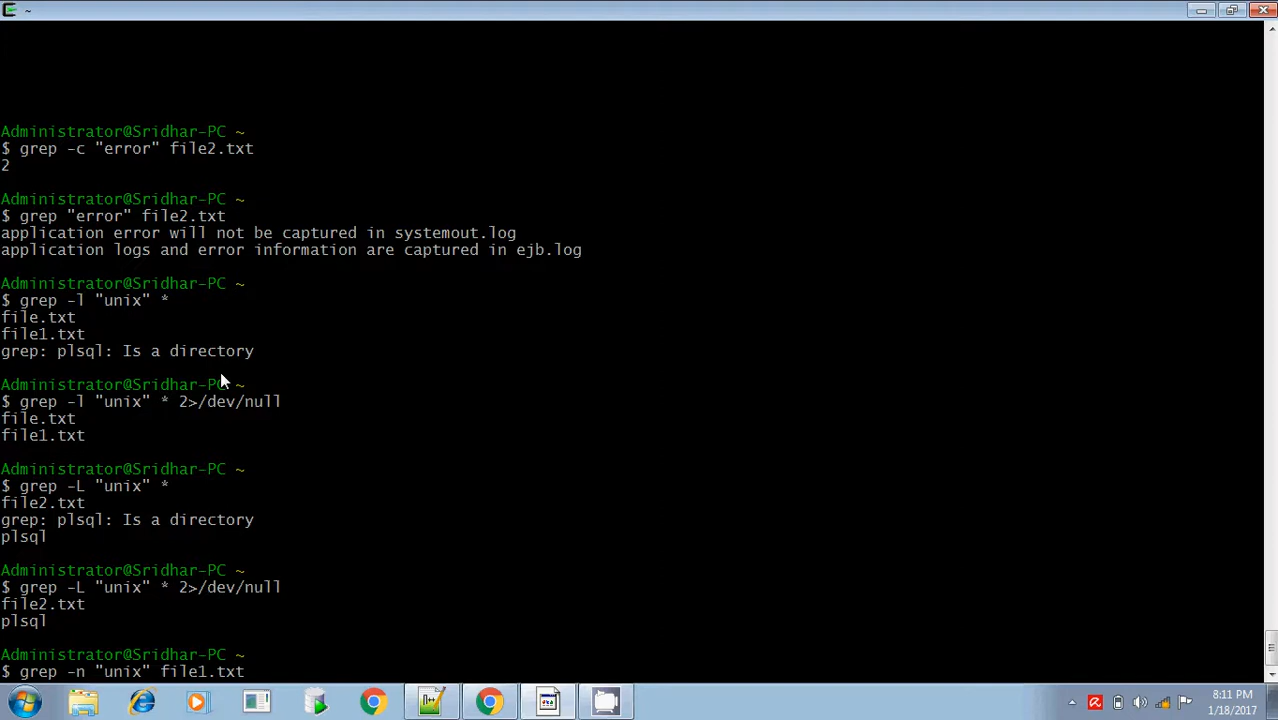 ~
Administrator@Sridhar-PC ~
$ grep -c "error" file2.txt
2
Administrator@Sridhar-PC ~
$ grep "error" file2.txt
application error will not be captured in systemout.log
application logs and error information are captured in ejb.log
Administrator@Sridhar-PC ~
$ grep -l "unix" *
file.txt
file1.txt
grep: plsql: Is a directory
Administrator@Sridhar-PC ~
$ grep -l "unix" * 2>/dev/null
file.txt
file1.txt
Administrator@Sridhar-PC ~
$ grep -L "unix" *
file2.txt
grep: plsql: Is a directory
plsql
Administrator@Sridhar-PC ~
$ grep -L "unix" * 2>/dev/null
file2.txt
plsql
Administrator@Sridhar-PC ~
$ grep -n "unix" file1.txt
8:11 PM
1/18/2017